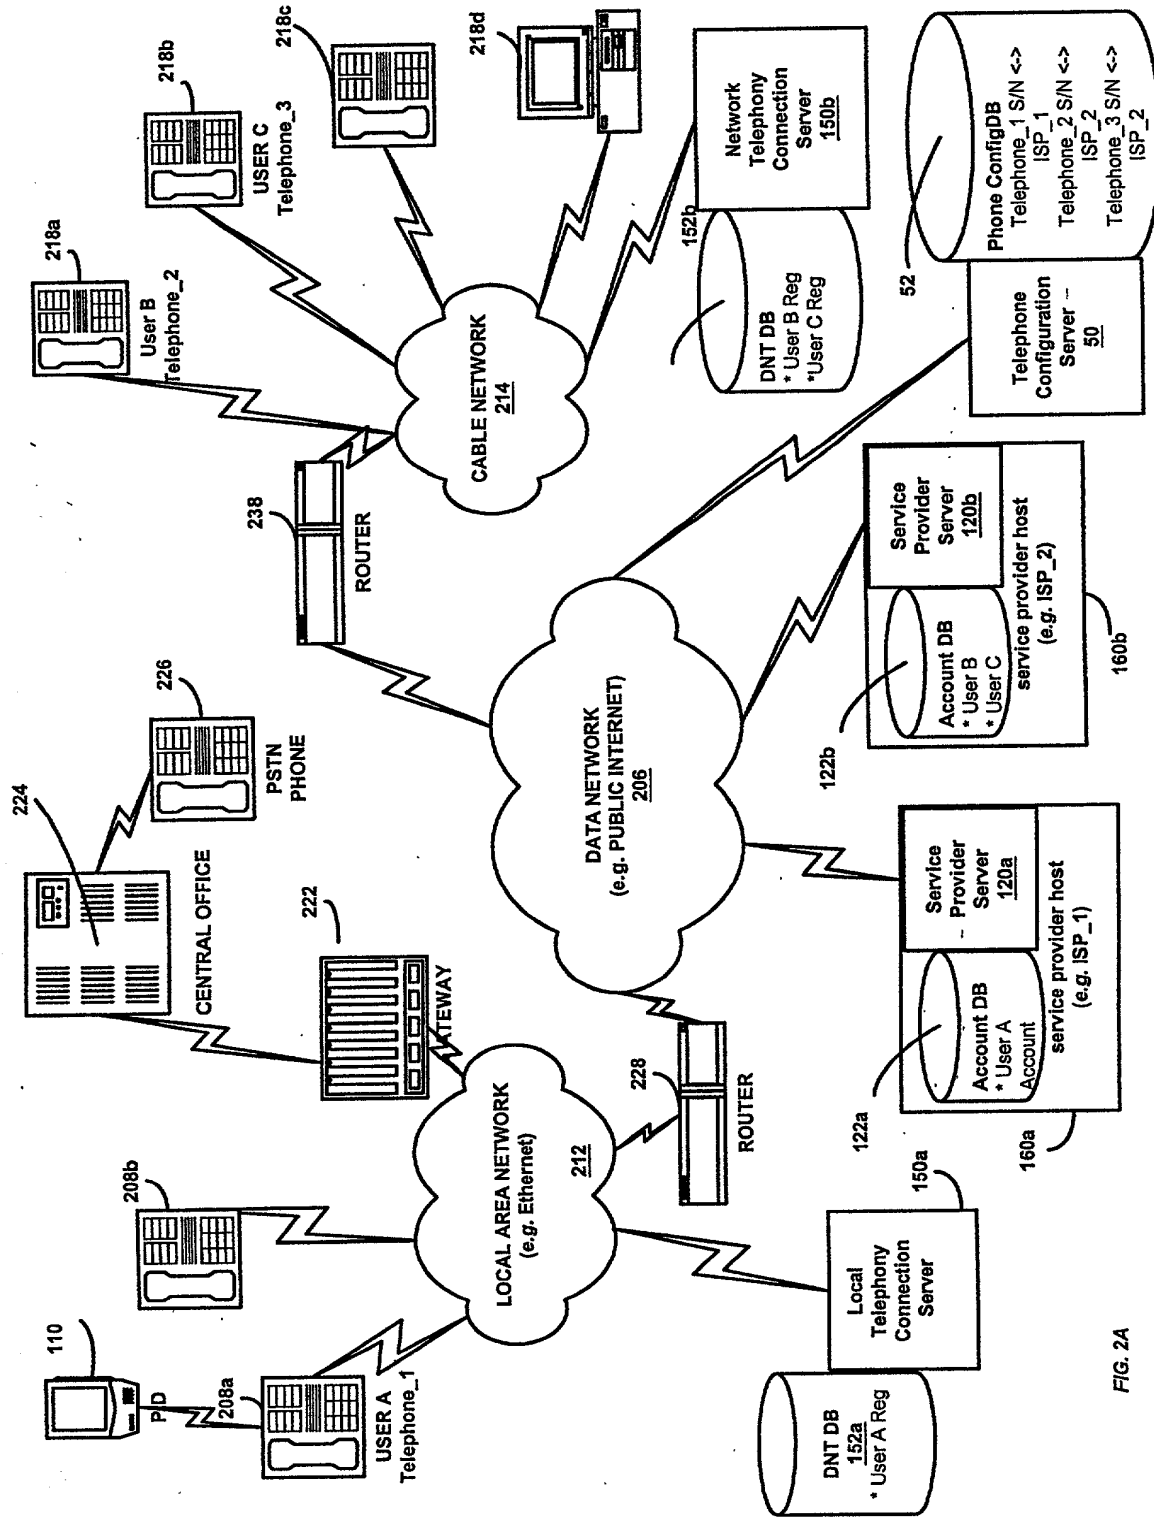 110
PID
208a
USER A
Telephone_1
208b
224
CENTRAL OFFICE
226
PSTN
PHONE
222
ATEWAY
LOCAL AREA NETWORK
(e.g. Ethernet)
212
228
ROUTER
238
ROUTER
218a
User B
Telephone_2
218b
USER C
Telephone_3
218c
218d
CABLE NETWORK
214
DATA NETWORK
(e.g. PUBLIC INTERNET)
206
DNT DB
152a
* User A Reg
Local
Telephony
Connection
Server
150a
122a
Account DB
* User A
Account
Service
Provider
Server
120a
service provider host
(e.g. ISP_1)
160a
122b
Account DB
* User B
* User C
Service
Provider
Server
120b
service provider host
(e.g. ISP_2)
160b
152b
DNT DB
* User B Reg
*User C Reg
Network
Telephony
Connection
Server
150b
Telephone
Configuration
Server
50
52
Phone ConfigDB
Telephone_1 S/N <->
ISP_1
Telephone_2 S/N <->
ISP_2
Telephone_3 S/N <->
ISP_2
FIG. 2A